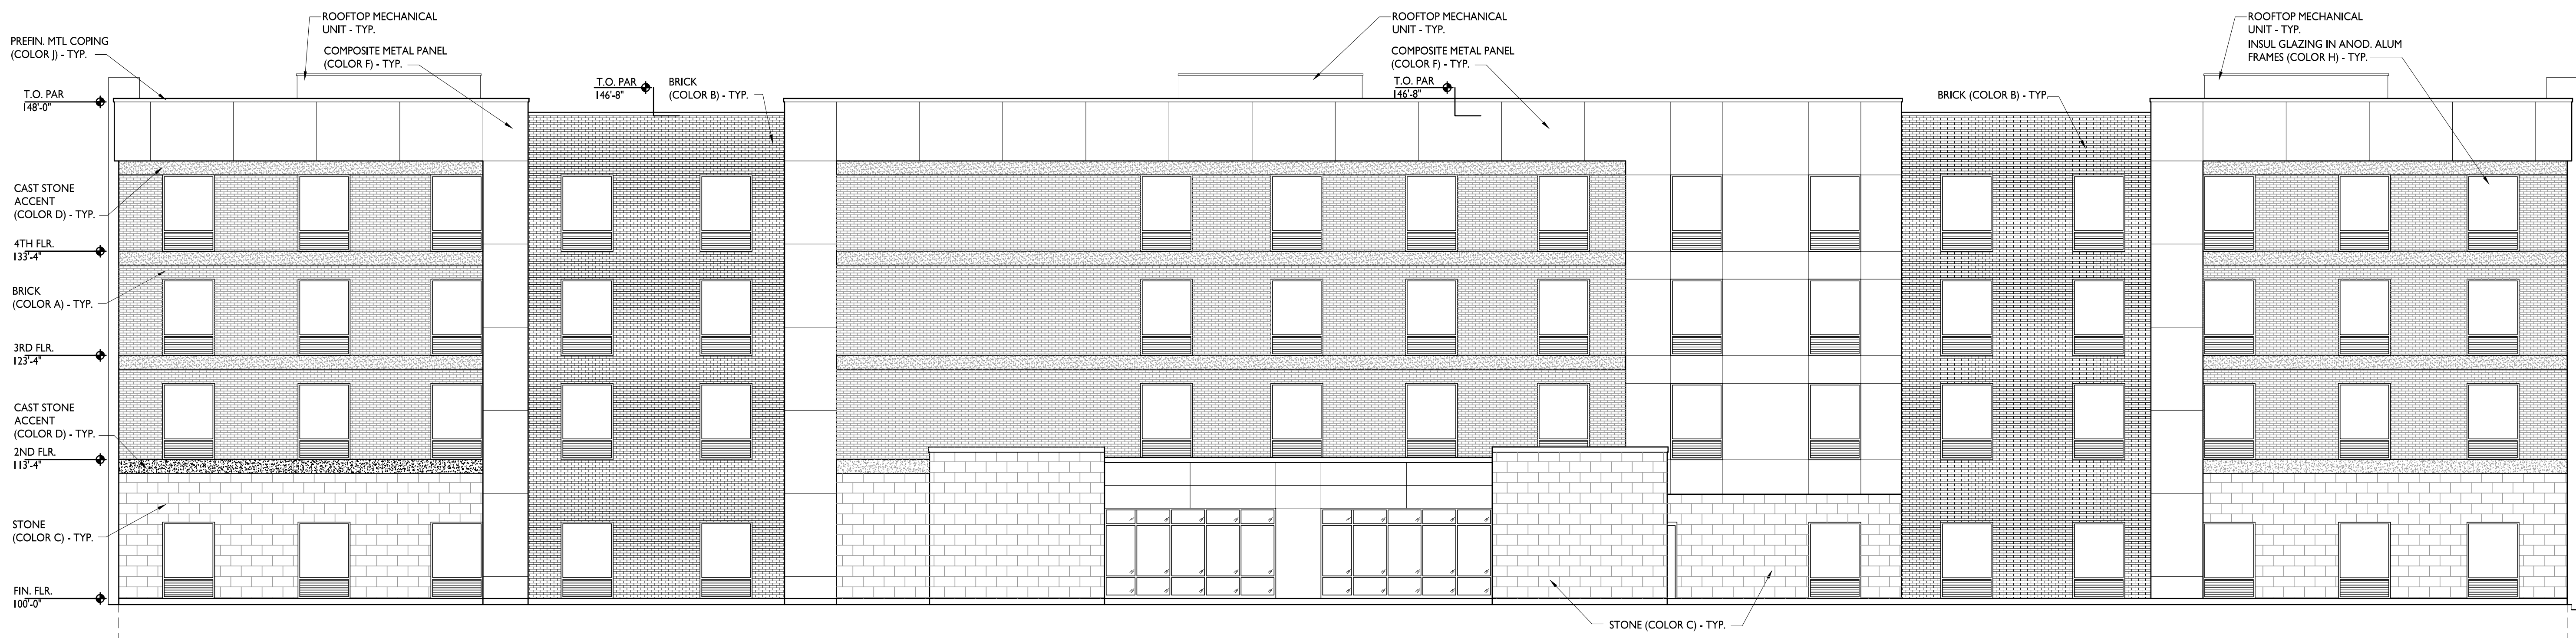 ROOFTOP MECHANICAL
UNIT - TYP.
PREFIN. MTL COPING
(COLOR J) - TYP.
COMPOSITE METAL PANEL
(COLOR F) - TYP.
T.O. PAR
148'-0"
T.O. PAR
146'-8"
BRICK
(COLOR B) - TYP.
ROOFTOP MECHANICAL
UNIT - TYP.
COMPOSITE METAL PANEL
(COLOR F) - TYP.
T.O. PAR
146'-8"
ROOFTOP MECHANICAL
UNIT - TYP.
INSUL GLAZING IN ANOD. ALUM
FRAMES (COLOR H) - TYP.
BRICK (COLOR B) - TYP.
CAST STONE
ACCENT
(COLOR D) - TYP.
4TH FLR.
133'-4"
BRICK
(COLOR A) - TYP.
3RD FLR.
123'-4"
CAST STONE
ACCENT
(COLOR D) - TYP.
2ND FLR.
113'-4"
STONE
(COLOR C) - TYP.
FIN. FLR.
100'-0"
STONE (COLOR C) - TYP.